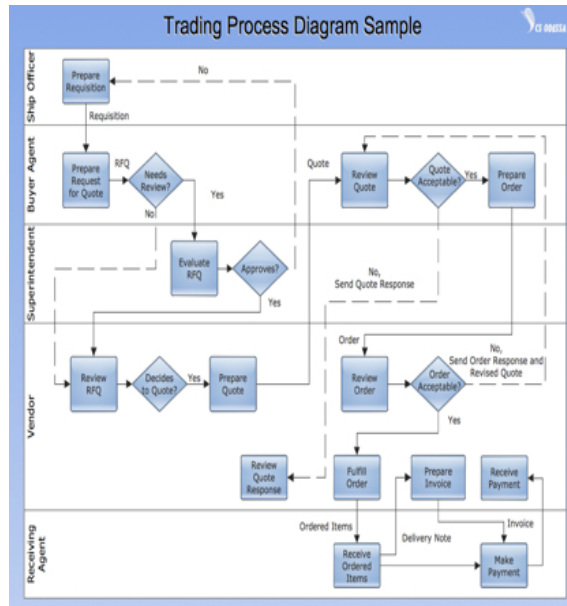 Trading Process Diagram Sample
CS ODESSA
Ship Officer
Prepare
Requisition
No
Requisition
Buyer Agent
Prepare
Request
for Quote
RFQ
Needs
Review?
Yes
No
Quote
Review
Quote
Quote
Acceptable?
Yes
Prepare
Order
Superintendent
Evaluate
RFQ
Approves?
Yes
No,
Send Quote Response
Vendor
Review
RFQ
Decides
to Quote?
Yes
Prepare
Quote
Order
Review
Order
Order
Acceptable?
No,
Send Order Response and
Revised Quote
Yes
Review
Quote
Response
Fulfill
Order
Prepare
Invoice
Receive
Payment
Receiving
Agent
Ordered Items
Delivery Note
Invoice
Receive
Ordered
Items
Make
Payment